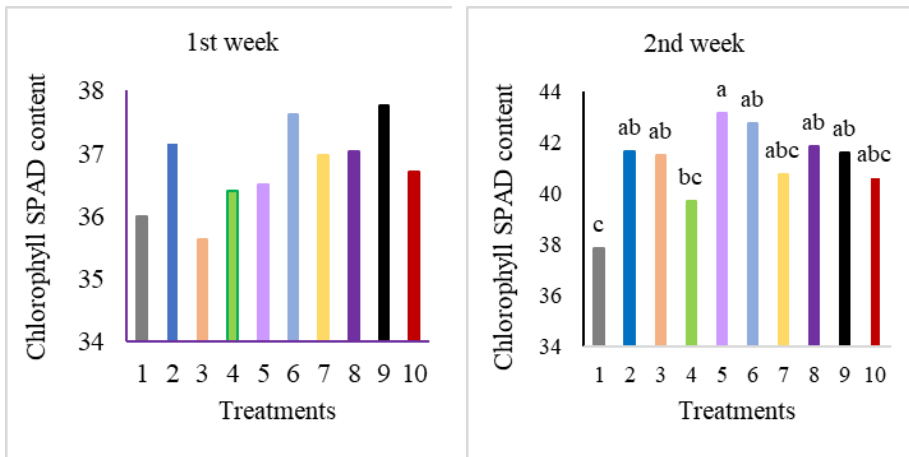 1st week
Chlorophyll SPAD content
38
37
36
35
34
1 2 3 4 5 6 7 8 9 10
Treatments
2nd week
Chlorophyll SPAD content
44
42
40
38
36
34
c ab ab bc a ab abc ab ab abc
1 2 3 4 5 6 7 8 9 10
Treatments